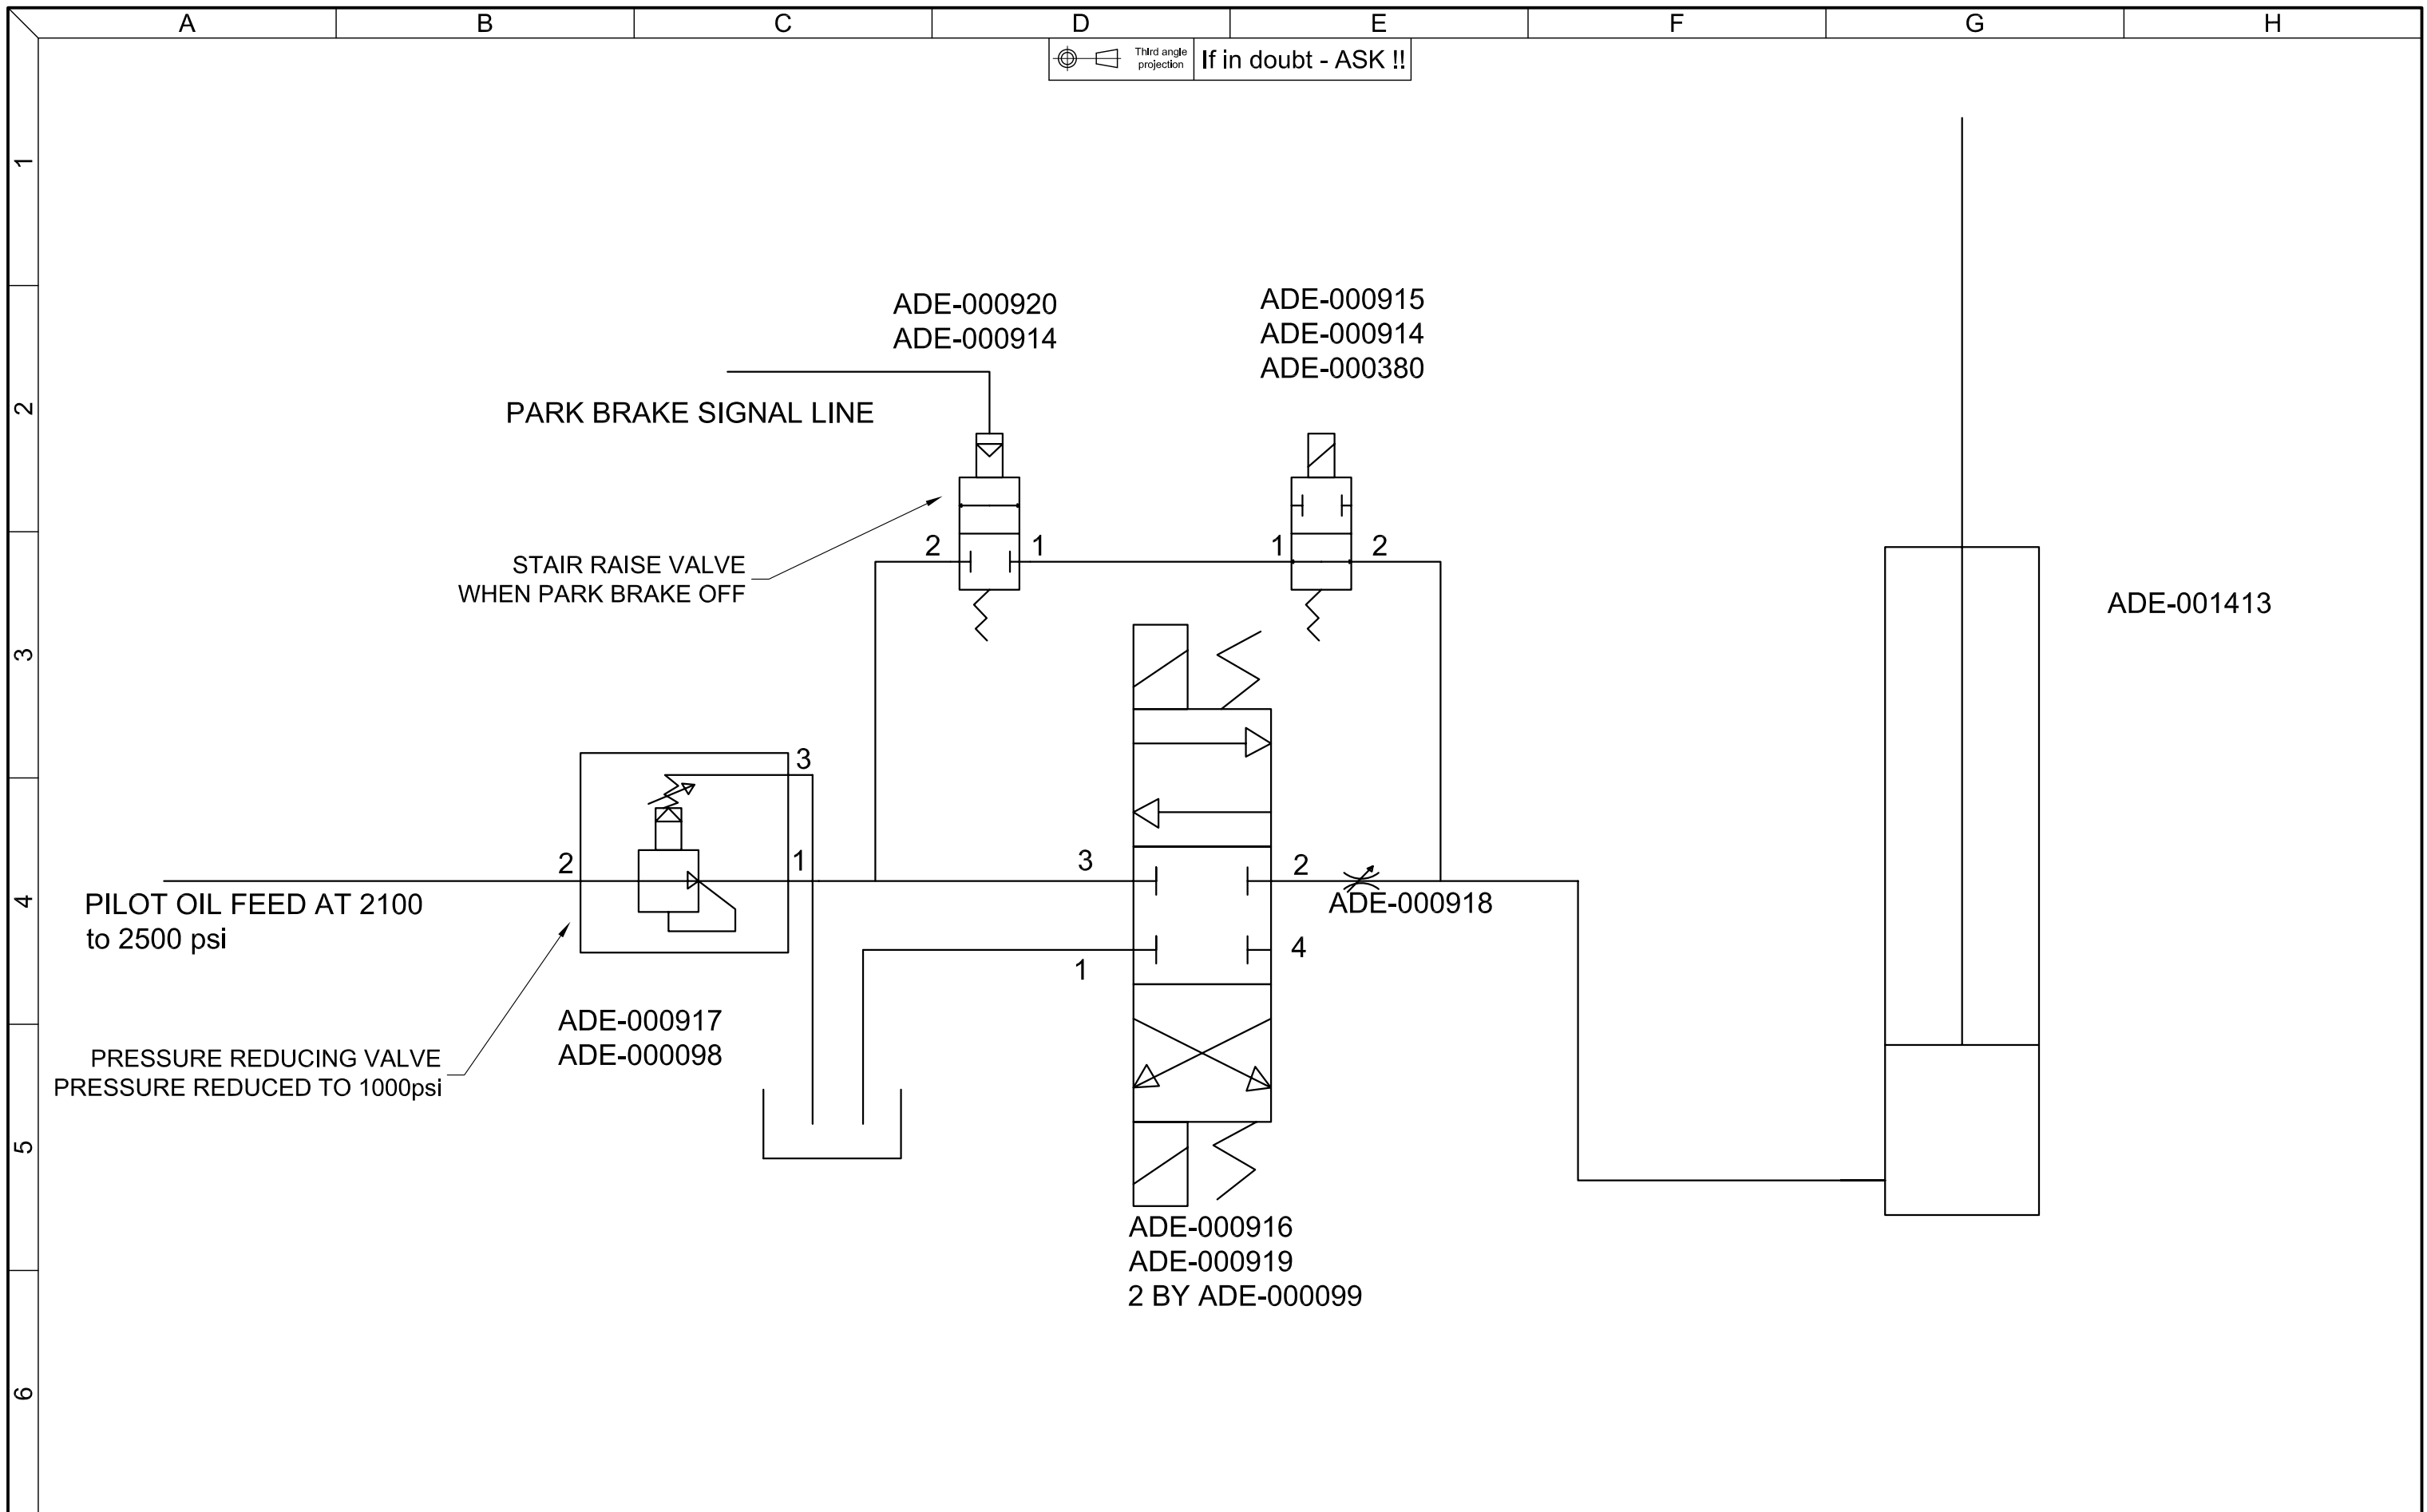 A B C D E F G H
Third angle
projection
If in doubt - ASK !!
1
ADE-000920
ADE-000914
ADE-000915
ADE-000914
ADE-000380
2
PARK BRAKE SIGNAL LINE
2 1 1 2
STAIR RAISE VALVE
WHEN PARK BRAKE OFF
ADE-001413
3
3
2 1 3 2
4
PILOT OIL FEED AT 2100
to 2500 psi
ADE-000918
1 4
ADE-000917
ADE-000098
PRESSURE REDUCING VALVE
PRESSURE REDUCED TO 1000psi
5
ADE-000916
ADE-000919
2 BY ADE-000099
6